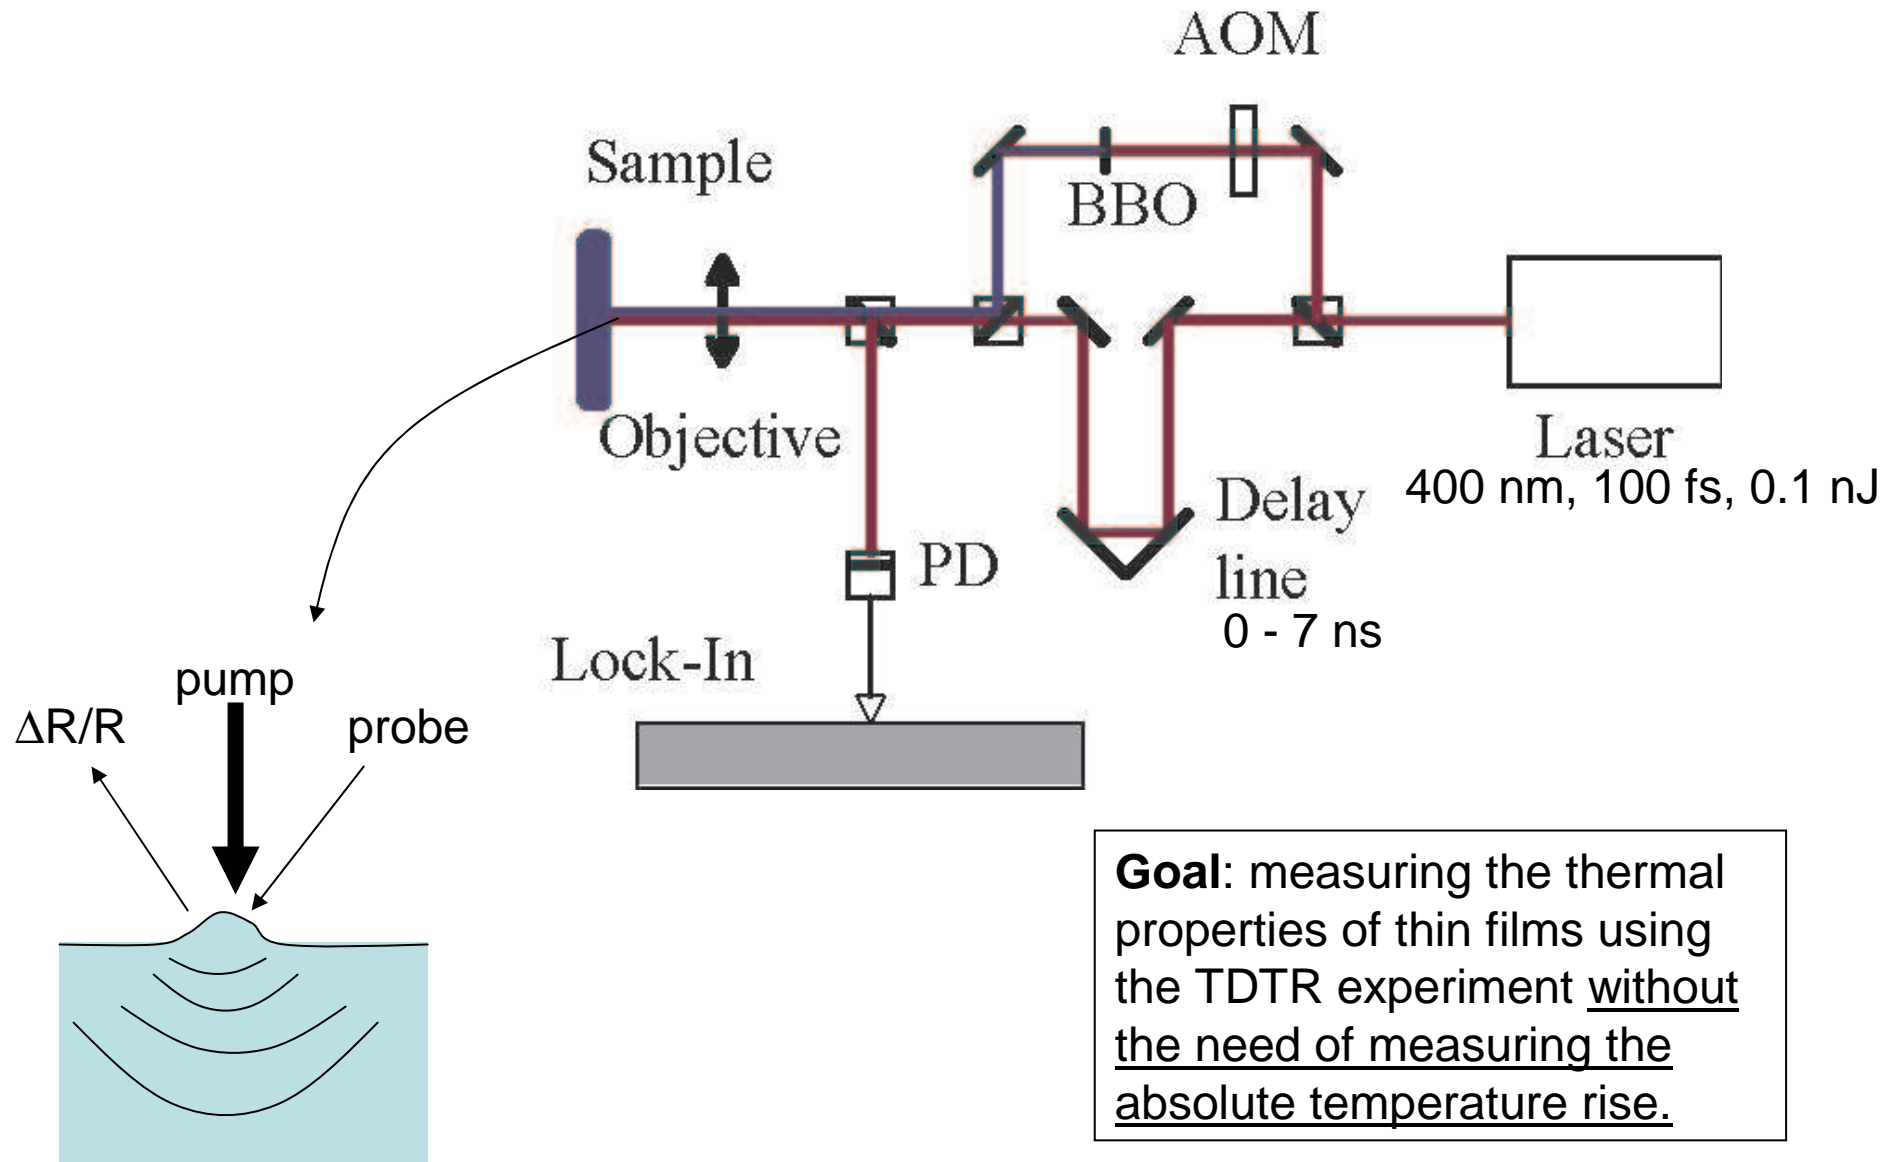 AOM
Sample
BBO
Objective
Laser
400 nm, 100 fs, 0.1 nJ
Delay
line
0 - 7 ns
PD
Lock-In
pump
ΔR/R
probe
Goal: measuring the thermal
properties of thin films using
the TDTR experiment without
the need of measuring the
absolute temperature rise.